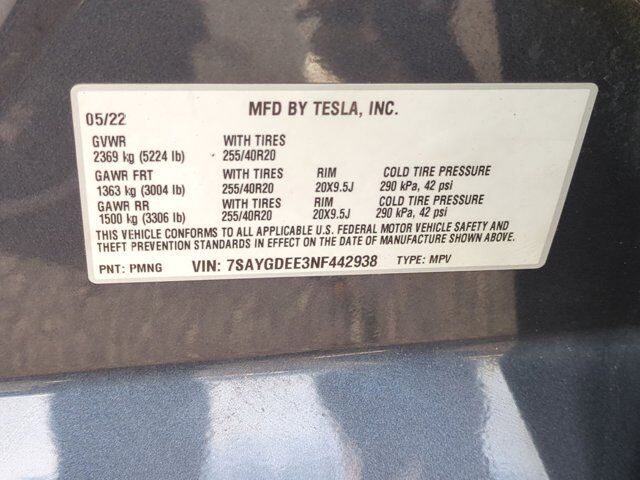 MFD BY TESLA, INC.
05/22
GVWR WITH TIRES
2369 kg (5224 lb) 255/40R20
GAWR FRT WITH TIRES RIM COLD TIRE PRESSURE
1363 kg (3004 lb) 255/40R20 20X9.5J 290 kPa, 42 psi
GAWR RR WITH TIRES RIM COLD TIRE PRESSURE
1500 kg (3306 lb) 255/40R20 20X9.5J 290 kPa, 42 psi
THIS VEHICLE CONFORMS TO ALL APPLICABLE U.S. FEDERAL MOTOR VEHICLE SAFETY AND
THEFT PREVENTION STANDARDS IN EFFECT ON THE DATE OF MANUFACTURE SHOWN ABOVE.
PNT: PMNG VIN: 7SAYGDEE3NF442938 TYPE: MPV